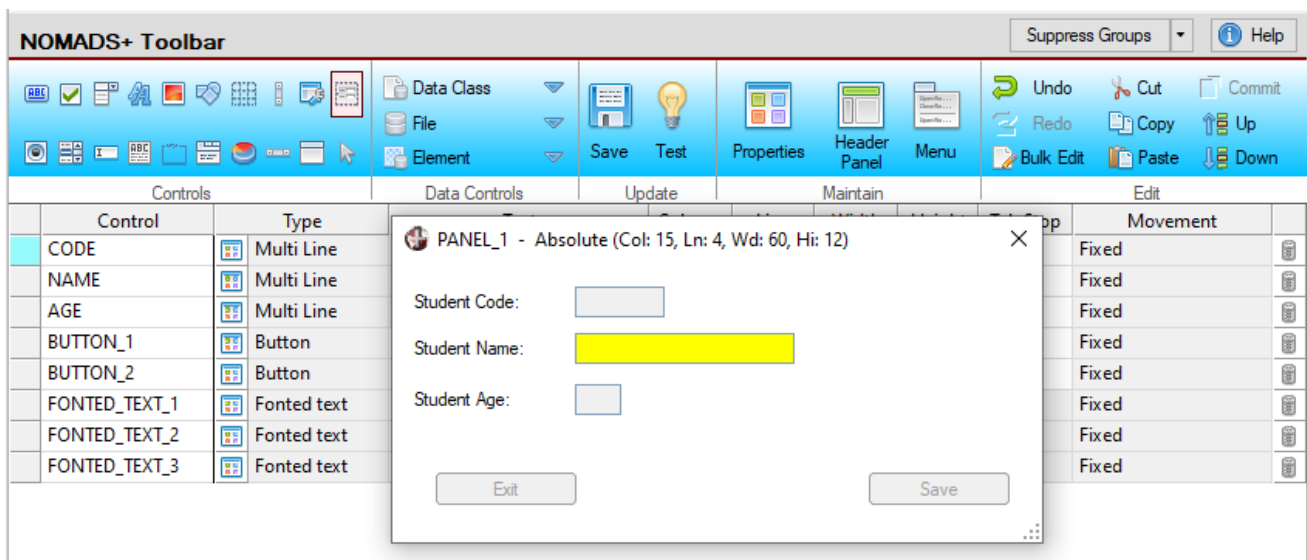 NOMADS+ Toolbar
Suppress Groups
Help
Data Class
File
Element
Save
Test
Properties
Header
Panel
Menu
Undo
Cut
Commit
Redo
Copy
Up
Bulk Edit
Paste
Down
Controls
Data Controls
Update
Maintain
Edit
Control Type Movement
CODE Multi Line Fixed
NAME Multi Line Fixed
AGE Multi Line Fixed
BUTTON_1 Button Fixed
BUTTON_2 Button Fixed
FONTED_TEXT_1 Fonted text Fixed
FONTED_TEXT_2 Fonted text Fixed
FONTED_TEXT_3 Fonted text Fixed
PANEL_1 - Absolute (Col: 15, Ln: 4, Wd: 60, Hi: 12)
Student Code:
Student Name:
Student Age:
Exit
Save